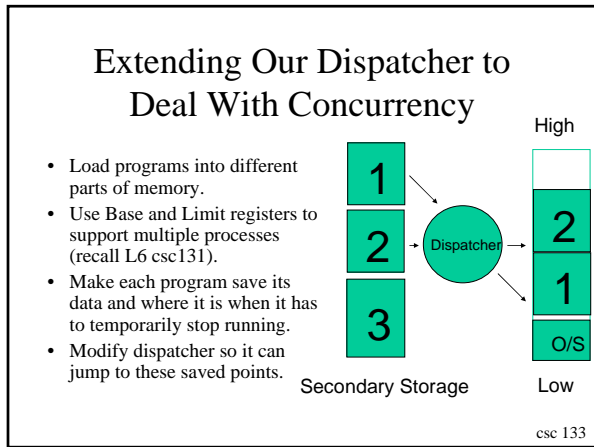 Extending Our Dispatcher to
Deal With Concurrency
• Load programs into different
parts of memory.
• Use Base and Limit registers to
support multiple processes
(recall L6 csc131).
• Make each program save its
data and where it is when it has
to temporarily stop running.
• Modify dispatcher so it can
jump to these saved points.
1
2
3
Secondary Storage
Dispatcher
High
2
1
O/S
Low
csc 133